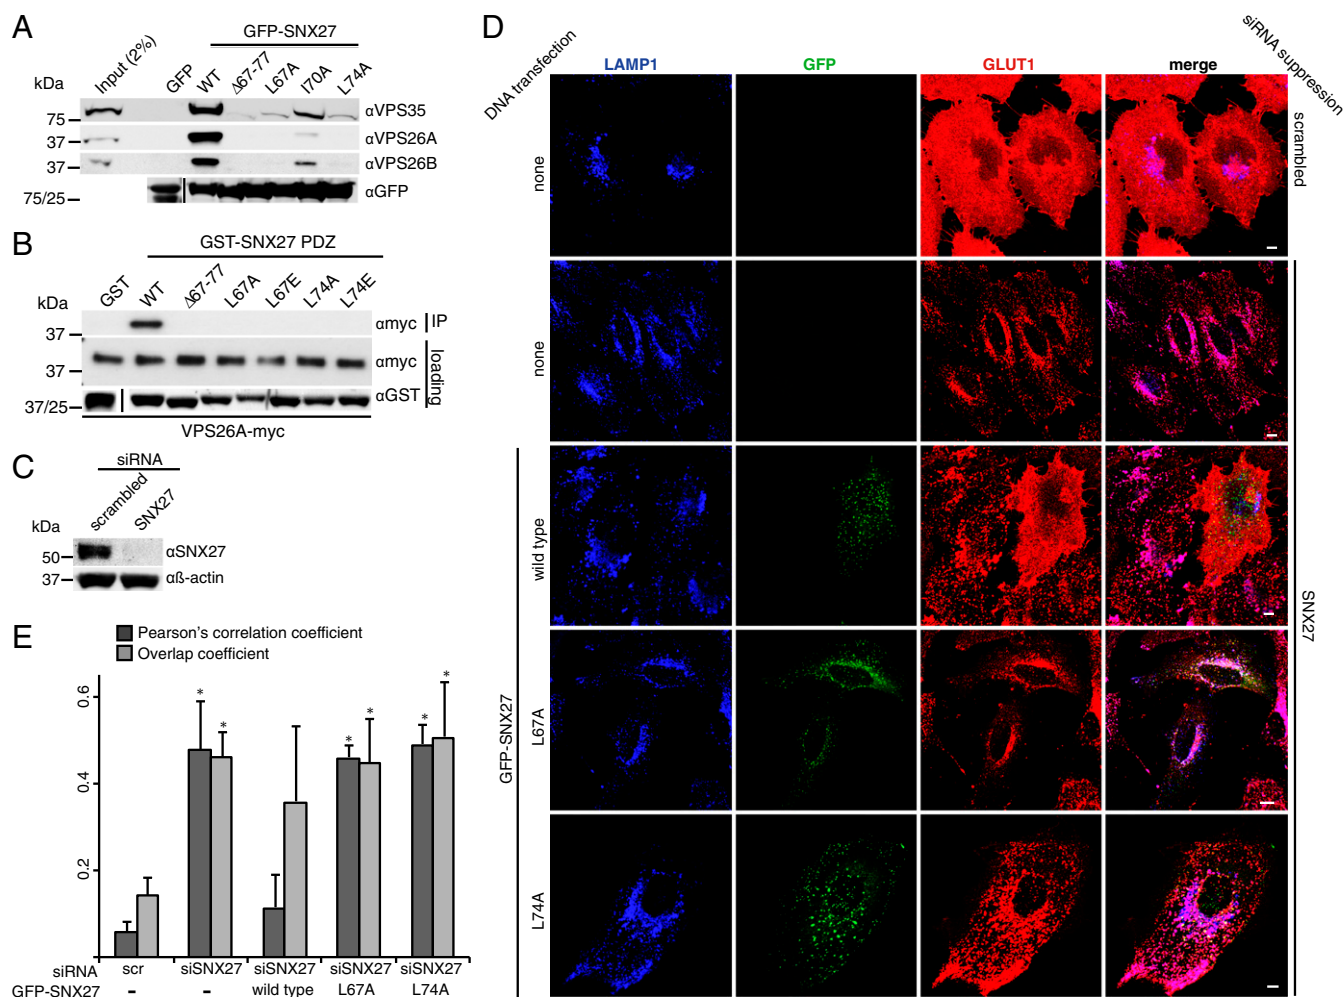 A
GFP-SNX27
kDa
Input (2%)
GFP
WT
Δ67-77
L67A
I70A
L74A
75
αVPS35
37
αVPS26A
37
αVPS26B
75/25
αGFP
B
GST-SNX27 PDZ
kDa
GST
WT
Δ67-77
L67A
L67E
L74A
L74E
37
αmyc
IP
37
αmyc
37/25
αGST
loading
VPS26A-myc
C
siRNA
kDa
scrambled
SNX27
50
αSNX27
37
αß-actin
D
DNA transfection
LAMP1
GFP
GLUT1
merge
siRNA suppression
none
scrambled
none
wild type
L67A
L74A
GFP-SNX27
SNX27
E
Pearson's correlation coefficient
Overlap coefficient
0.6
0.4
0.2
* * * * * *
siRNA
scr
siSNX27
siSNX27
siSNX27
siSNX27
GFP-SNX27
-
-
wild type
L67A
L74A